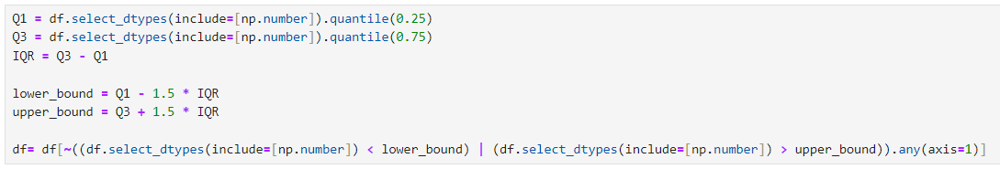 Q1 = df.select_dtypes(include=[np.number]).quantile(0.25)
Q3 = df.select_dtypes(include=[np.number]).quantile(0.75)
IQR = Q3 - Q1

lower_bound = Q1 - 1.5 * IQR
upper_bound = Q3 + 1.5 * IQR

df= df[~((df.select_dtypes(include=[np.number]) < lower_bound) | (df.select_dtypes(include=[np.number]) > upper_bound)).any(axis=1)]